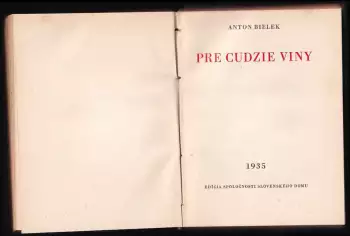 ANTON BIELEK
PRE CUDZIE VINY
1935
EDÍCIA SPOLOČNOSTI SLOVENSKÉHO DOMU